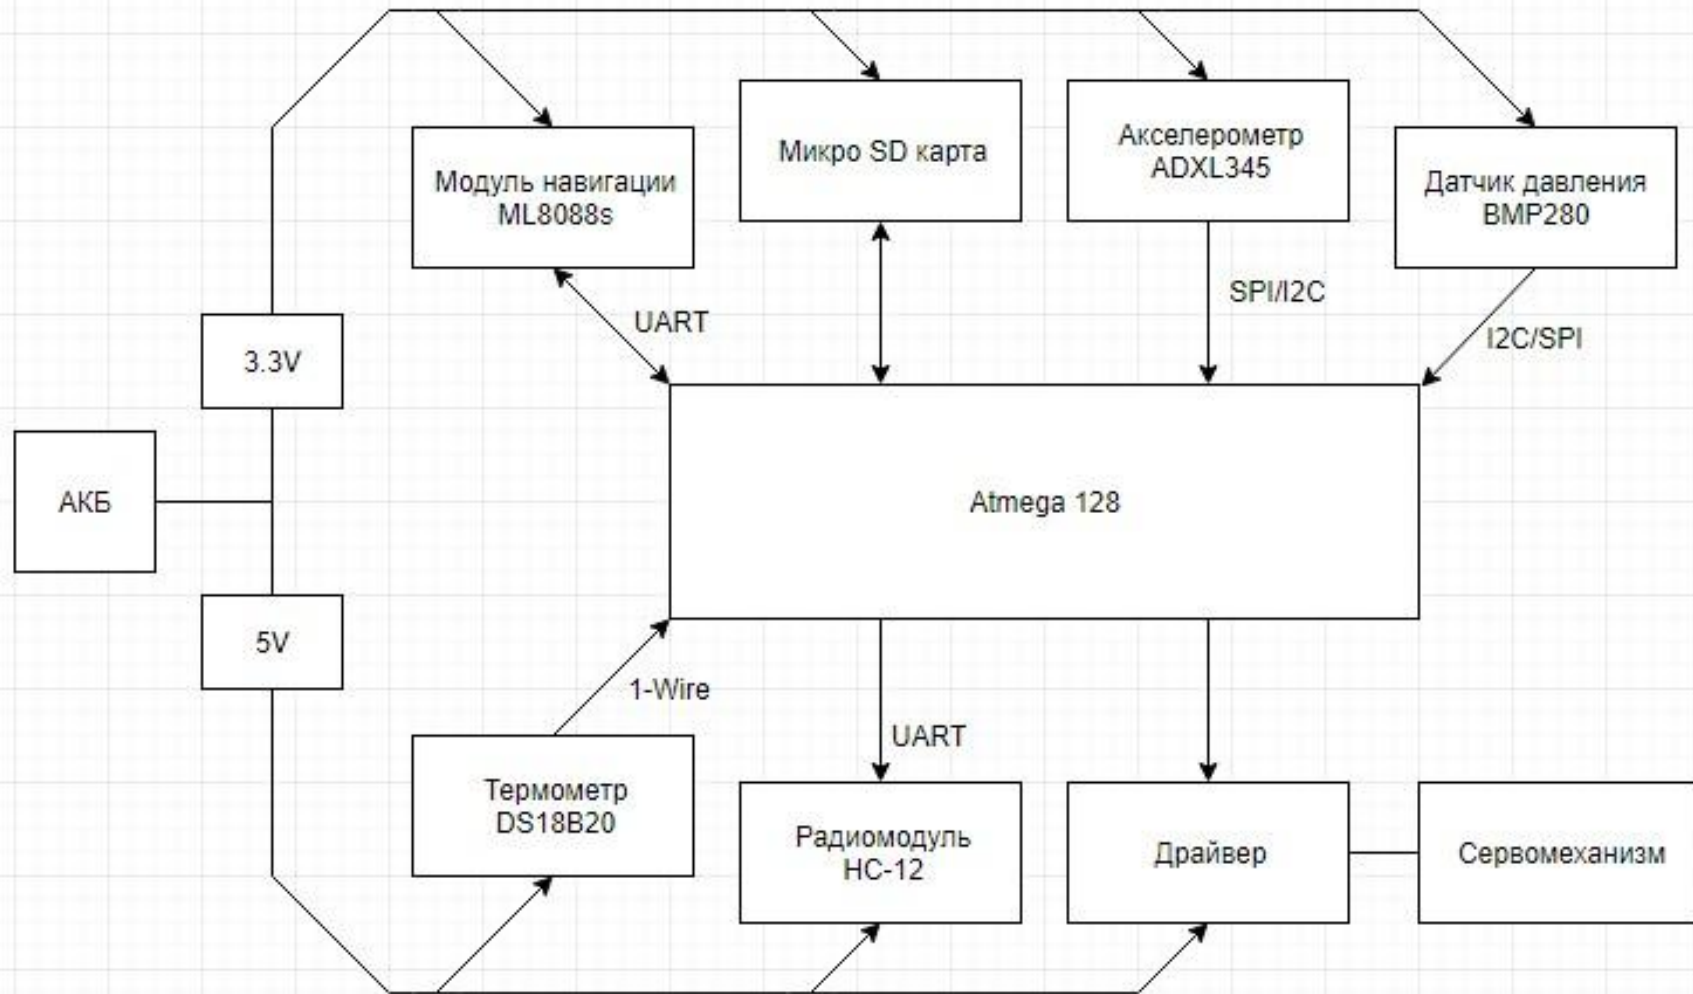 Микро SD карта
Акселерометр
ADXL345
Модуль навигации
ML8088s
Датчик давления
BMP280
SPI/I2C
UART
I2C/SPI
3.3V
АКБ
Atmega 128
5V
1-Wire
UART
Термометр
DS18B20
Радиомодуль
HC-12
Драйвер
Сервомеханизм